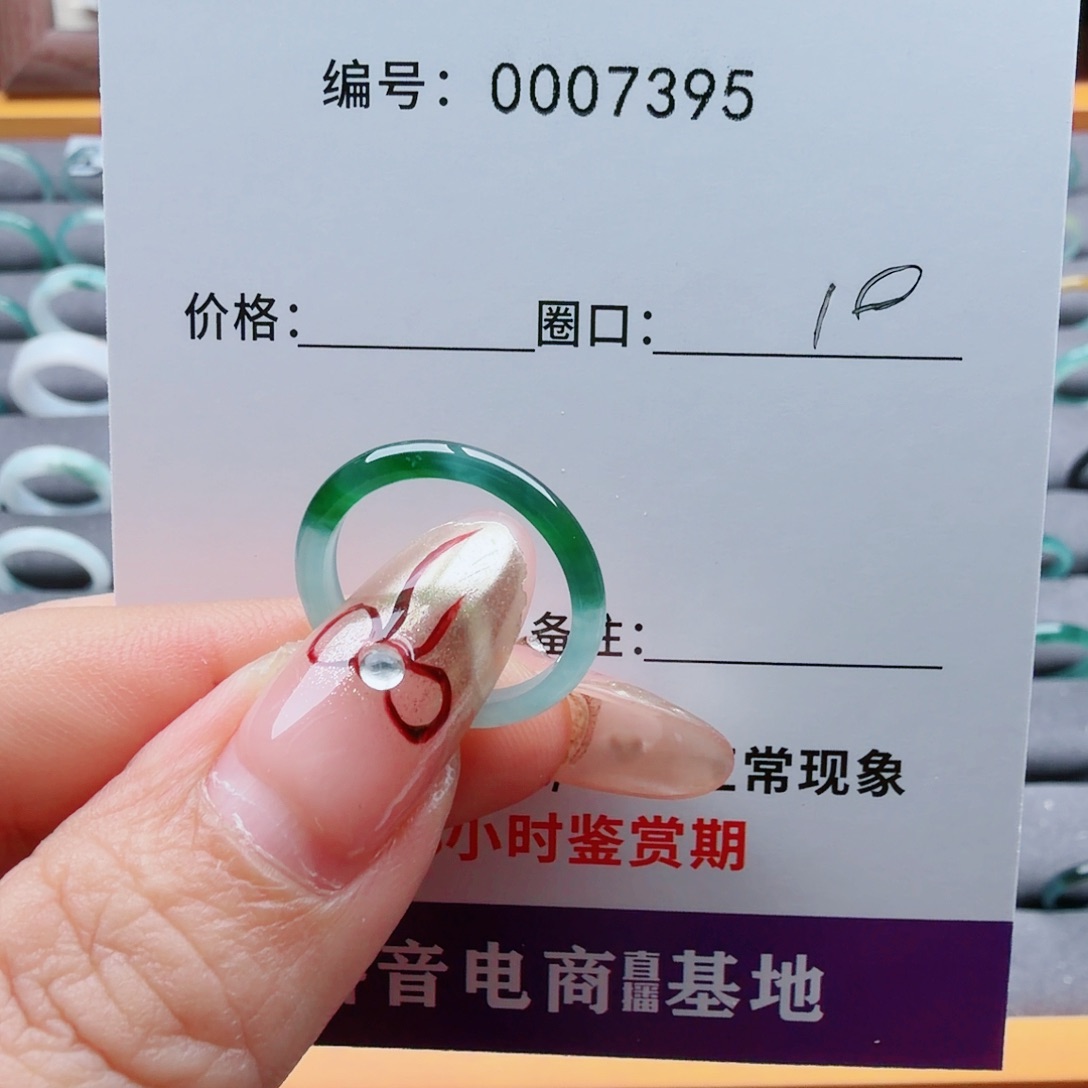 编号：0007395
价格： 圈口： 10
备注：
常现象
小时鉴赏期
音电商直播基地